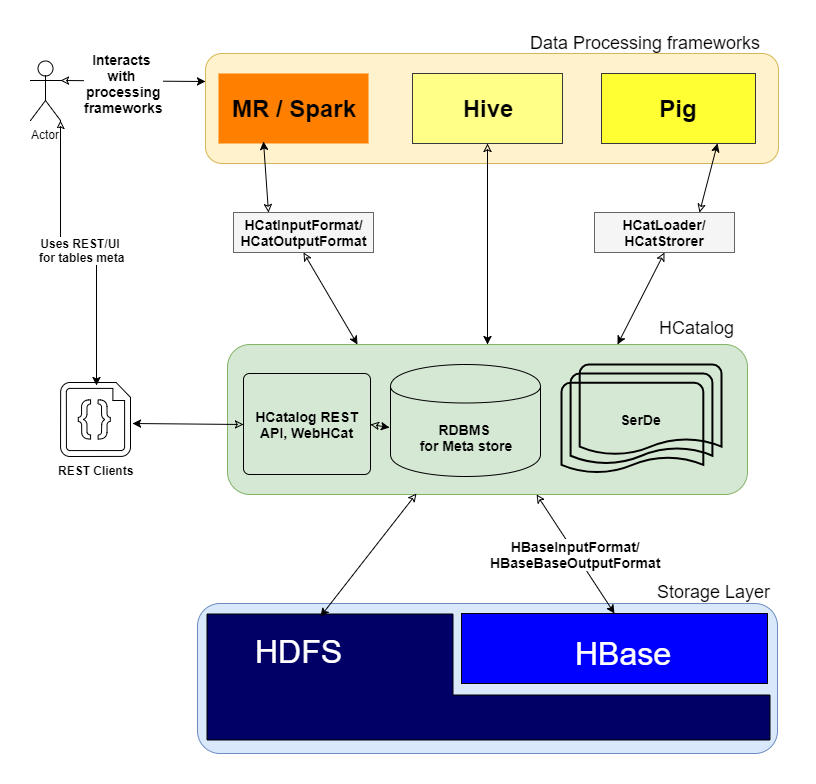 Data Processing frameworks
Interacts
with
processing
frameworks
MR / Spark
Hive
Pig
Actor
HCatInputFormat/
HCatOutputFormat
HCatLoader/
HCatStrorer
Uses REST/UI
for tables meta
HCatalog
HCatalog REST
API, WebHCat
RDBMS
for Meta store
SerDe
{}
REST Clients
HBaseInputFormat/
HBaseBaseOutputFormat
Storage Layer
HDFS
HBase